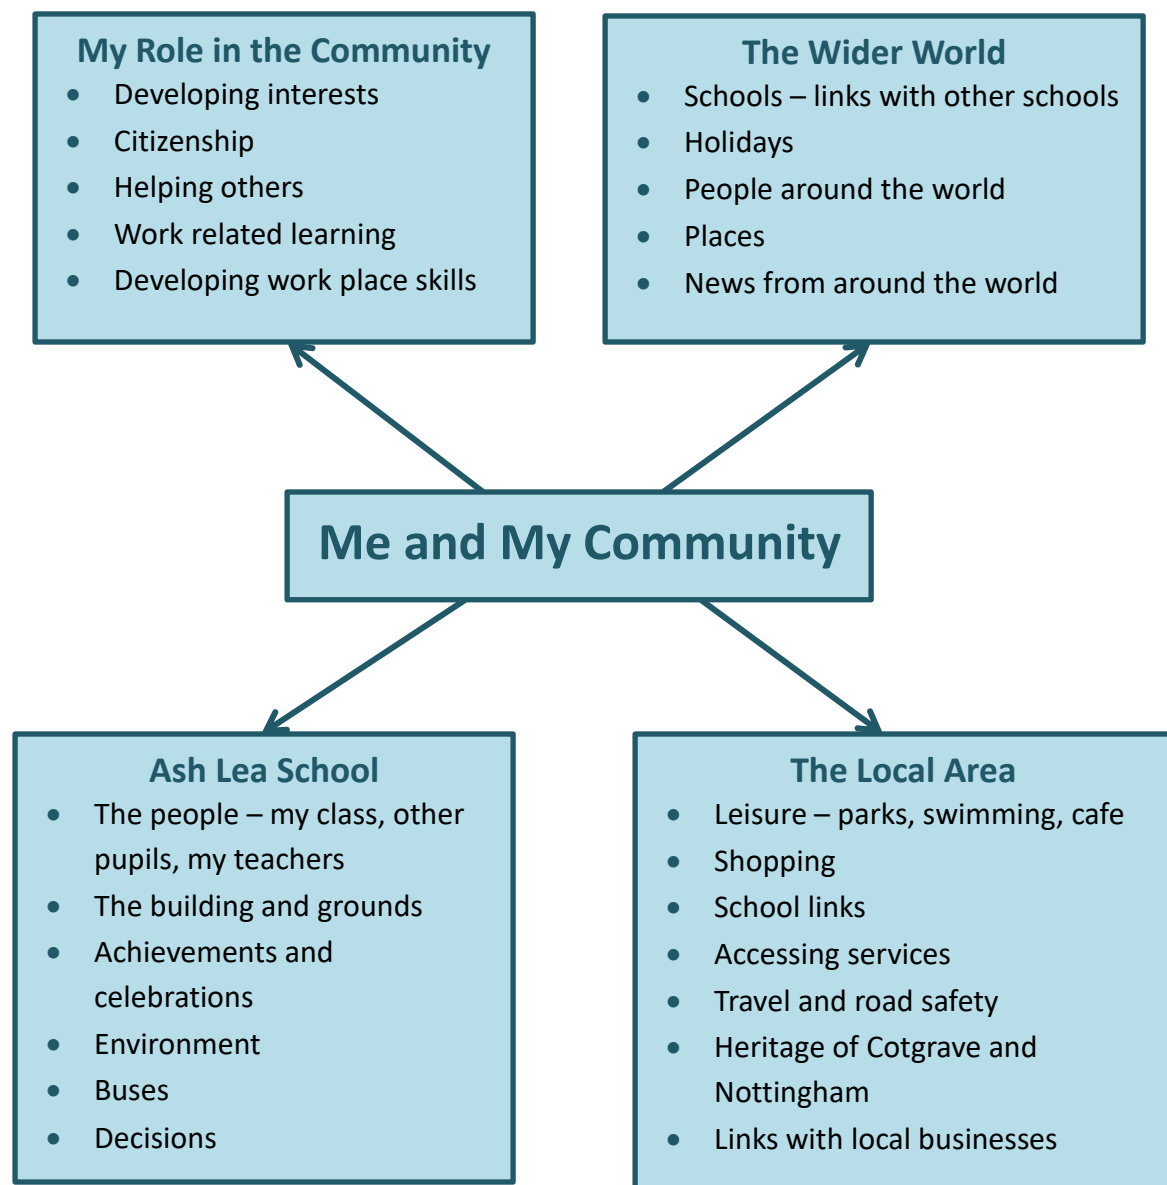 My Role in the Community
• Developing interests
• Citizenship
• Helping others
• Work related learning
• Developing work place skills
The Wider World
• Schools – links with other schools
• Holidays
• People around the world
• Places
• News from around the world
Me and My Community
Ash Lea School
• The people – my class, other
pupils, my teachers
• The building and grounds
• Achievements and
celebrations
• Environment
• Buses
• Decisions
The Local Area
• Leisure – parks, swimming, cafe
• Shopping
• School links
• Accessing services
• Travel and road safety
• Heritage of Cotgrave and
Nottingham
• Links with local businesses